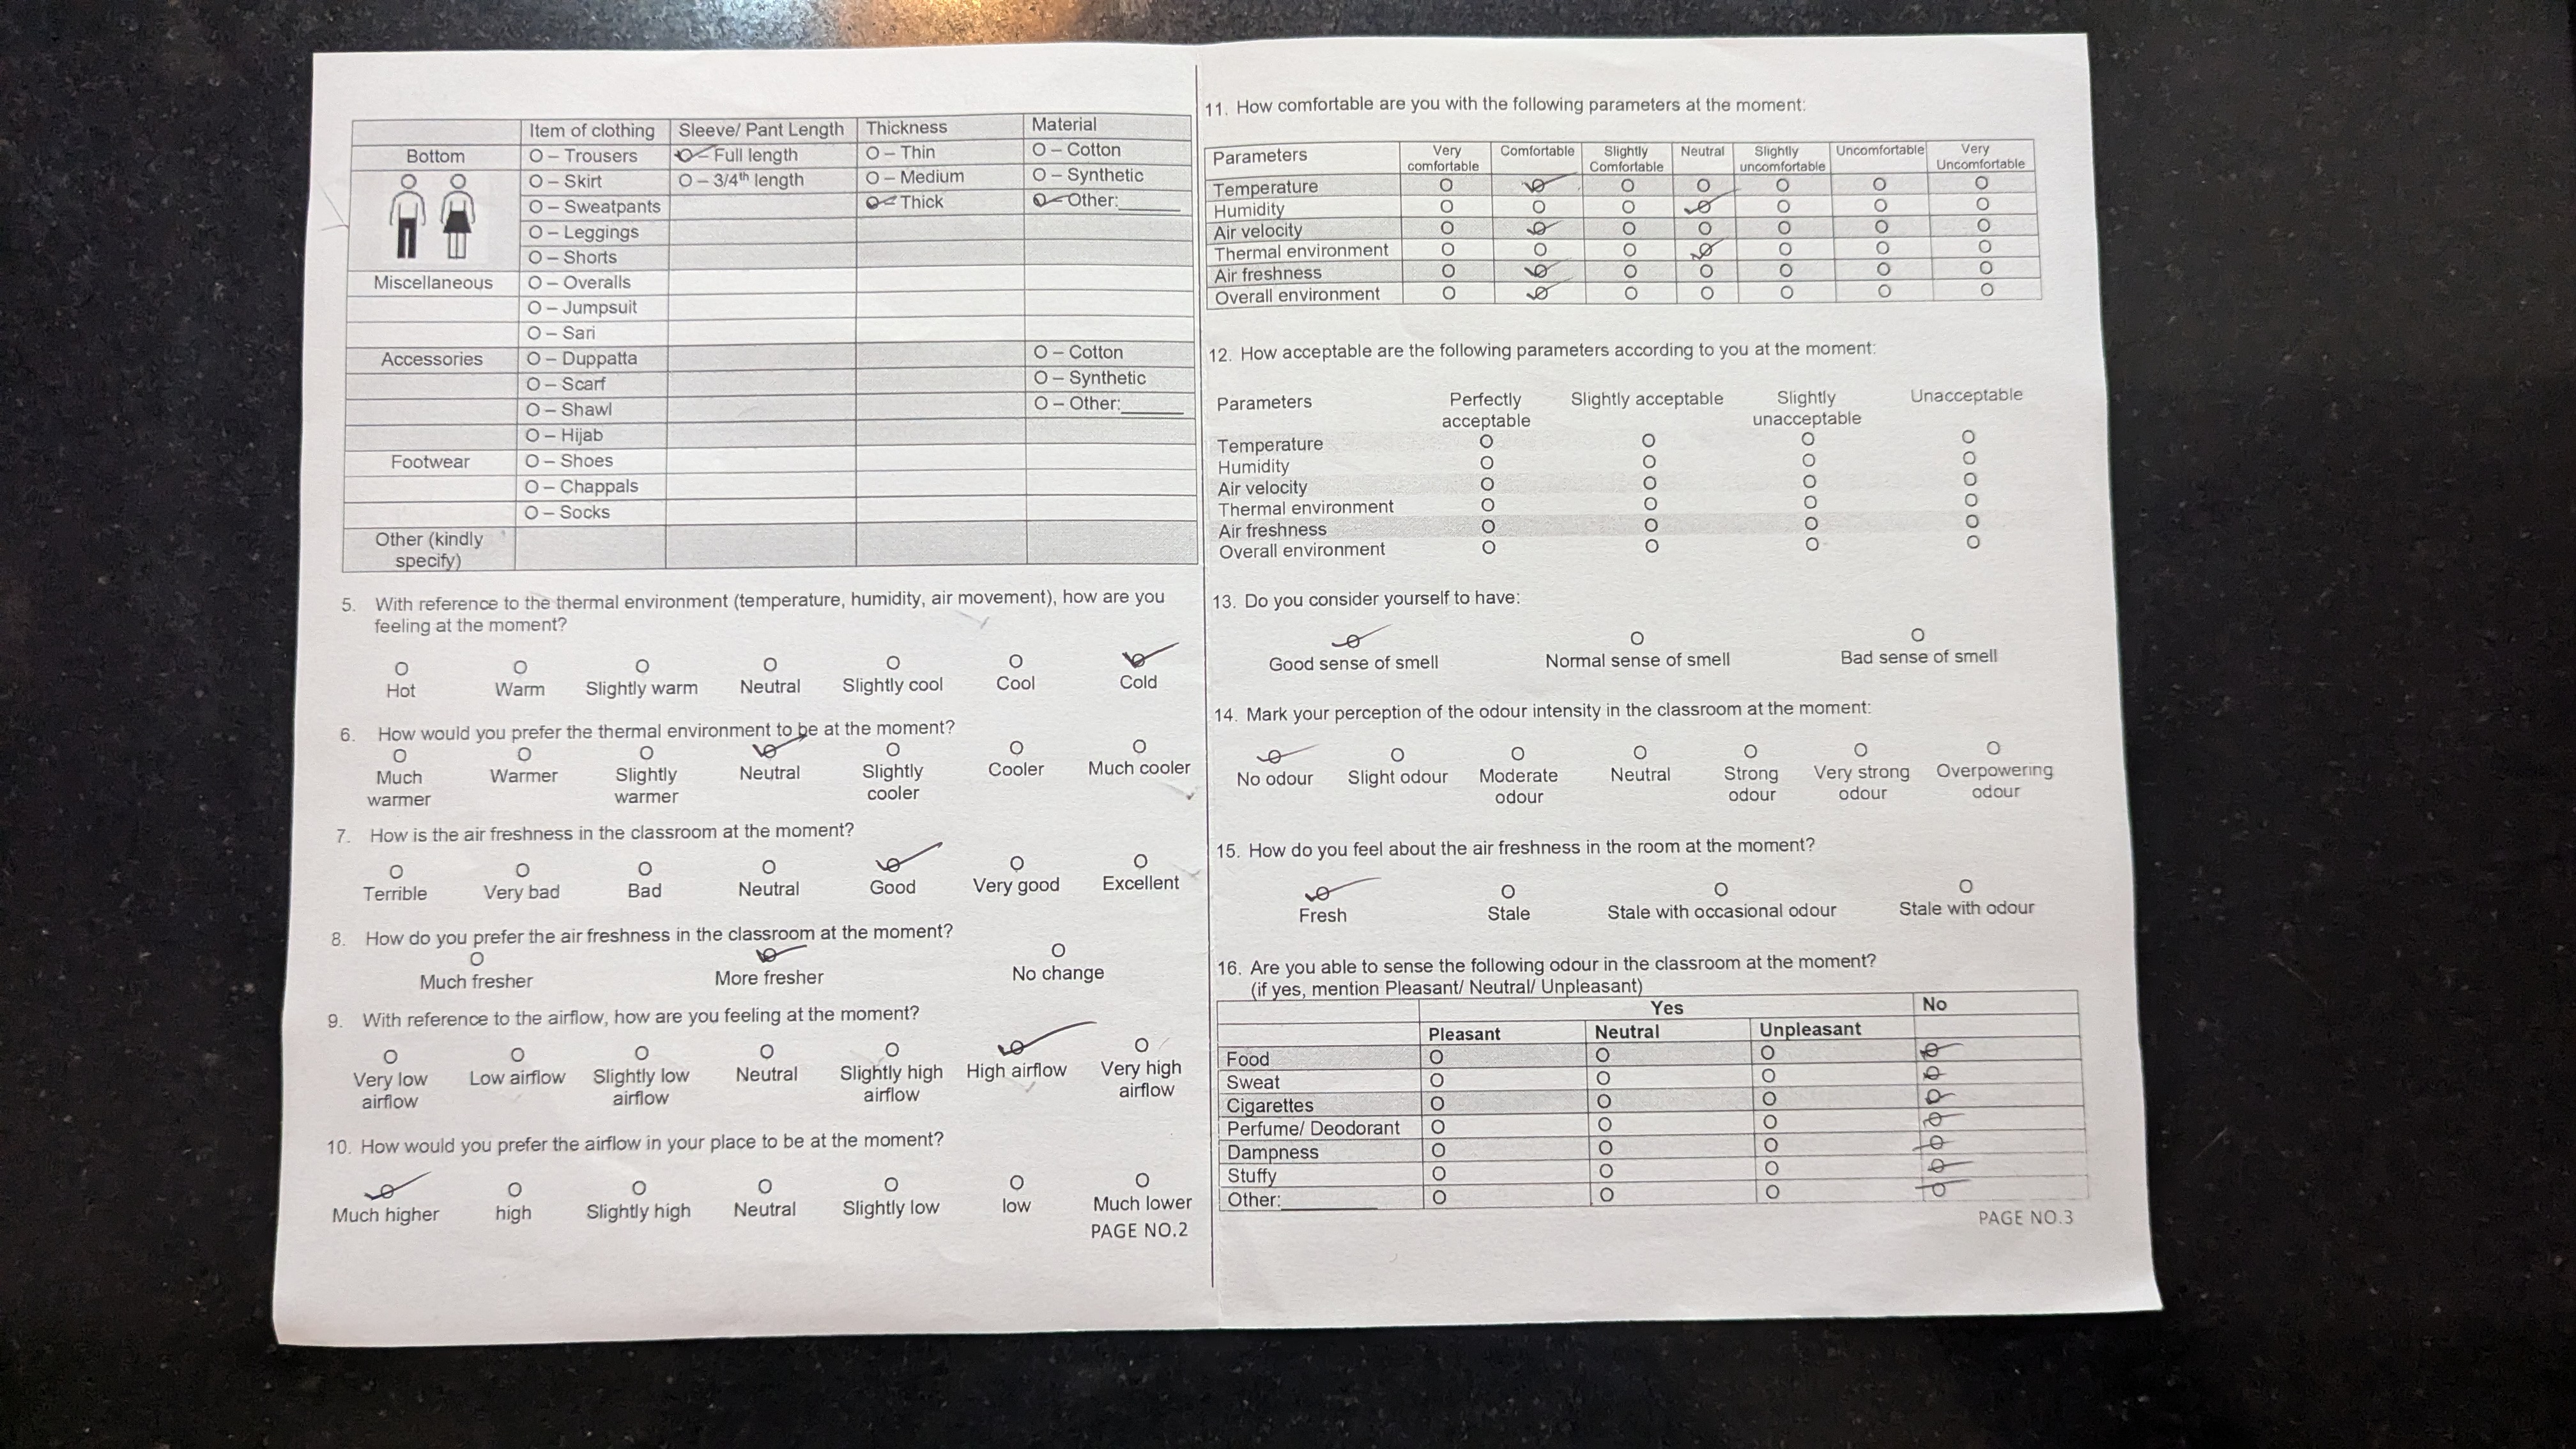 Item of clothing Sleeve/ Pant Length Thickness Material
Bottom O – Trousers O – Full length O – Thin O – Cotton
O – Skirt O – 3/4th length O – Medium O – Synthetic
O – Sweatpants O – Thick O – Other:______
O – Leggings
O – Shorts
Miscellaneous O – Overalls
O – Jumpsuit
O – Sari
Accessories O – Duppatta O – Cotton
O – Scarf O – Synthetic
O – Shawl O – Other:______
O – Hijab
Footwear O – Shoes
O – Chappals
O – Socks
Other (kindly
specify)
5. With reference to the thermal environment (temperature, humidity, air movement), how are you
feeling at the moment?
O O O O O O O
Hot Warm Slightly warm Neutral Slightly cool Cool Cold
6. How would you prefer the thermal environment to be at the moment?
O O O O O O O
Much Warmer Slightly Neutral Slightly Cooler Much cooler
warmer warmer cooler
7. How is the air freshness in the classroom at the moment?
O O O O O O O
Terrible Very bad Bad Neutral Good Very good Excellent
8. How do you prefer the air freshness in the classroom at the moment?
O O O
Much fresher More fresher No change
9. With reference to the airflow, how are you feeling at the moment?
O O O O O O O
Very low Low airflow Slightly low Neutral Slightly high High airflow Very high
airflow airflow airflow airflow
10. How would you prefer the airflow in your place to be at the moment?
O O O O O O O
Much higher high Slightly high Neutral Slightly low low Much lower
PAGE NO.2
11. How comfortable are you with the following parameters at the moment:
Parameters Very Comfortable Slightly Neutral Slightly Uncomfortable Very
comfortable Comfortable uncomfortable Uncomfortable
Temperature O O O O O O O
Humidity O O O O O O O
Air velocity O O O O O O O
Thermal environment O O O O O O O
Air freshness O O O O O O O
Overall environment O O O O O O O
12. How acceptable are the following parameters according to you at the moment:
Parameters Perfectly Slightly acceptable Slightly Unacceptable
acceptable unacceptable
Temperature O O O O
Humidity O O O O
Air velocity O O O O
Thermal environment O O O O
Air freshness O O O O
Overall environment O O O O
13. Do you consider yourself to have:
O O O
Good sense of smell Normal sense of smell Bad sense of smell
14. Mark your perception of the odour intensity in the classroom at the moment:
O O O O O O O
No odour Slight odour Moderate Neutral Strong Very strong Overpowering
odour odour odour odour
15. How do you feel about the air freshness in the room at the moment?
O O O O
Fresh Stale Stale with occasional odour Stale with odour
16. Are you able to sense the following odour in the classroom at the moment?
(if yes, mention Pleasant/ Neutral/ Unpleasant)
Yes No
Pleasant Neutral Unpleasant
Food O O O O
Sweat O O O O
Cigarettes O O O O
Perfume/ Deodorant O O O O
Dampness O O O O
Stuffy O O O O
Other:__________ O O O O
PAGE NO.3